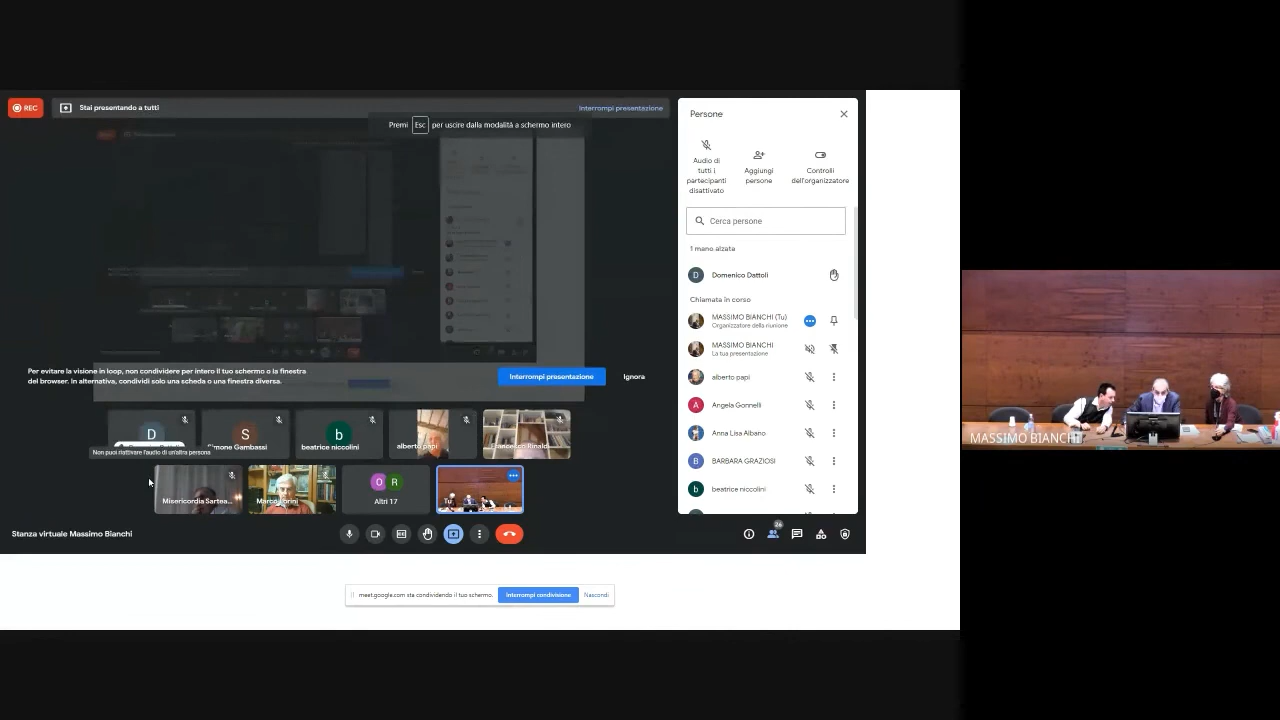 REC
Stai presentando a tutti
Interrompi presentazione
Premi Esc per uscire dalla modalità a schermo intero
Per evitare la visione in loop, non condividere per intero il tuo schermo o la finestra
del browser. In alternativa, condividi solo una scheda o una finestra diversa.
Interrompi presentazione
Ignora
D
S
b
Simone Gambassi
beatrice niccolini
alberto papi
Francesco Rinaldi
Non puoi riattivare l'audio di un'altra persona
Misericordia Sartea...
O R
Altri 17
Tu
Stanza virtuale Massimo Bianchi
Persone
Audio di
tutti i
partecipanti
disattivato
Aggiungi
persone
Controlli
dell'organizzatore
Cerca persone
1 mano alzata
D Domenico Dattoli
Chiamata in corso
MASSIMO BIANCHI (Tu)
Organizzatore della riunione
MASSIMO BIANCHI
La tua presentazione
alberto papi
A Angela Gonnelli
Anna Lisa Albano
B BARBARA GRAZIOSI
b beatrice niccolini
26
meet.google.com sta condividendo il tuo schermo.
Interrompi condivisione
Nascondi
MASSIMO BIANCHI